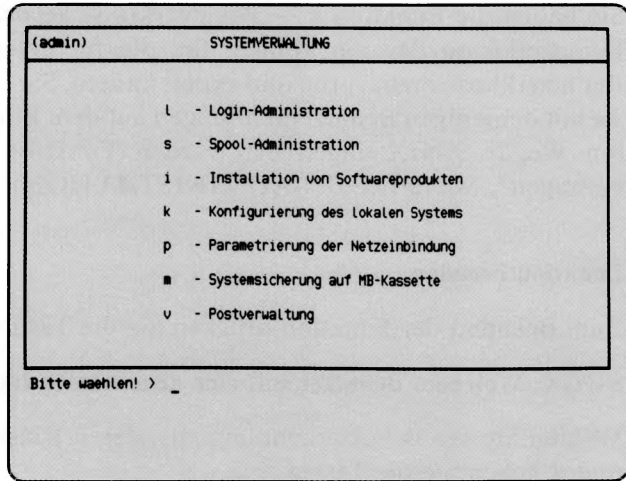 (admin) SYSTEMVERWALTUNG
l - Login-Administration
s - Spool-Administration
i - Installation von Softwareprodukten
k - Konfigurierung des lokalen Systems
p - Parametrierung der Netzeinbindung
m - Systemsicherung auf MB-Kassette
v - Postverwaltung
Bitte waehlen! > _